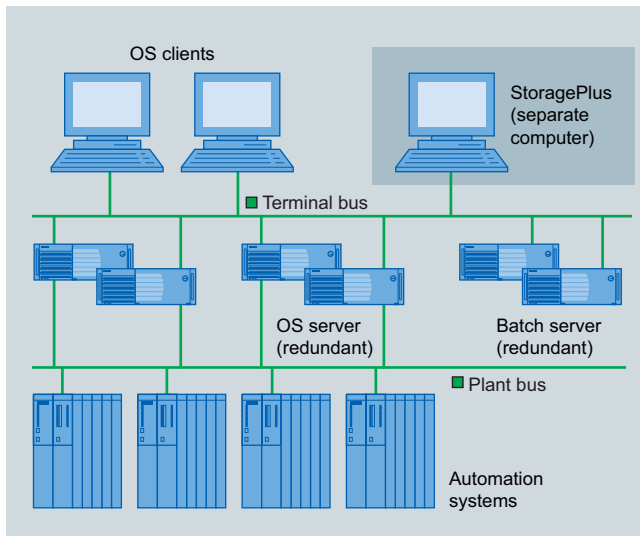 OS clients
StoragePlus
(separate
computer)
Terminal bus
OS server
(redundant)
Batch server
(redundant)
Plant bus
Automation
systems